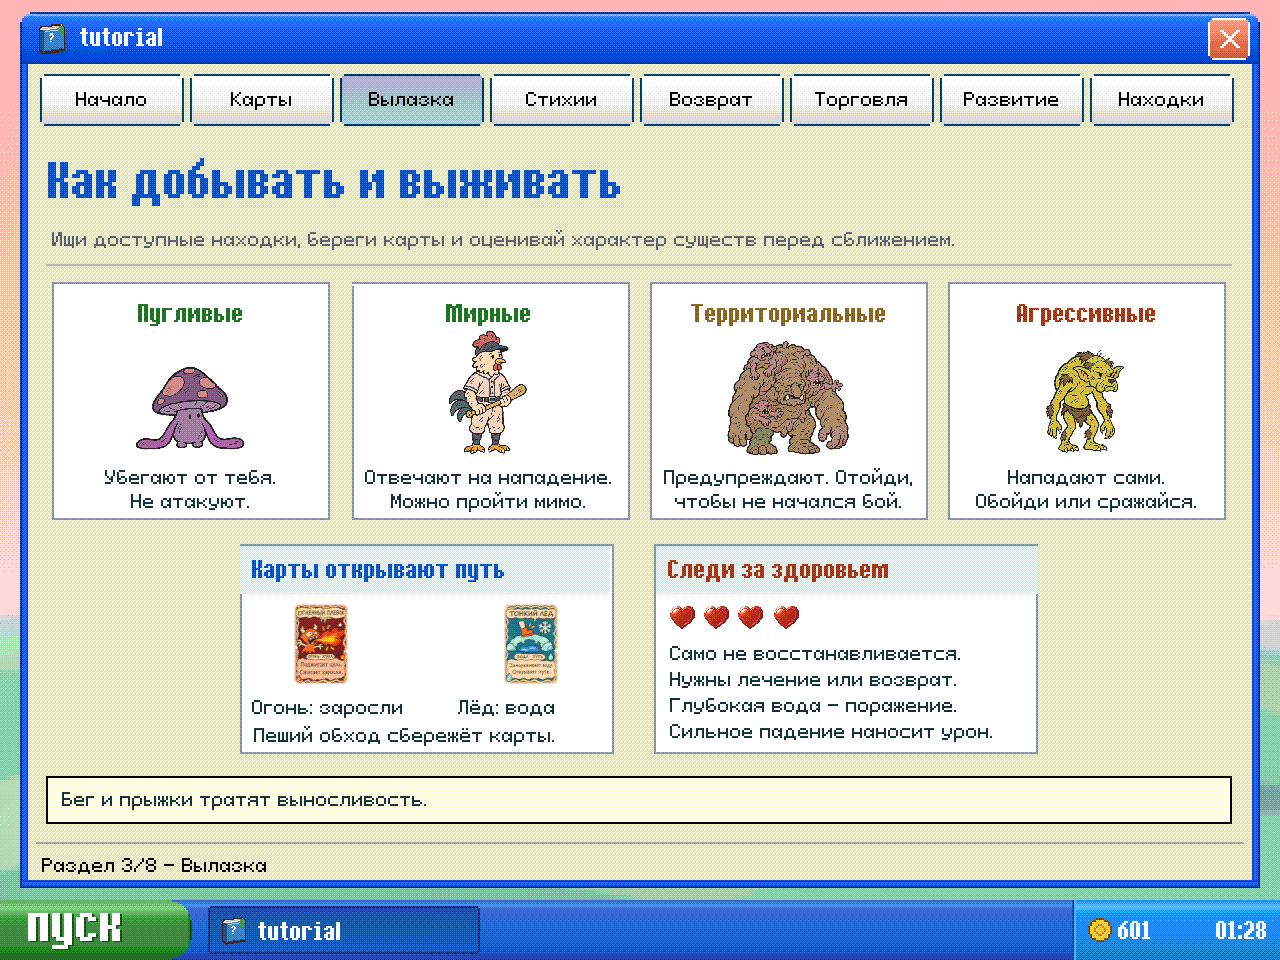 tutorial
Начало
Карты
Вылазка
Стихии
Возврат
Торговля
Развитие
Находки
Как добывать и выживать
Ищи доступные находки, береги карты и оценивай характер существ перед сближением.
Пугливые
Убегают от тебя.
Не атакуют.
Мирные
Отвечают на нападение.
Можно пройти мимо.
Территориальные
Предупреждают. Отойди,
чтобы не начался бой.
Агрессивные
Нападают сами.
Обойди или сражайся.
Карты открывают путь
ОГНЕННЫЙ ПЛЕВОК
ТОНКИЙ ЛЁД
Огонь: заросли
Лёд: вода
Пеший обход сбережёт карты.
Следи за здоровьем
Само не восстанавливается.
Нужны лечение или возврат.
Глубокая вода – поражение.
Сильное падение наносит урон.
Бег и прыжки тратят выносливость.
Раздел 3/8 – Вылазка
пуск
tutorial
601
01:28